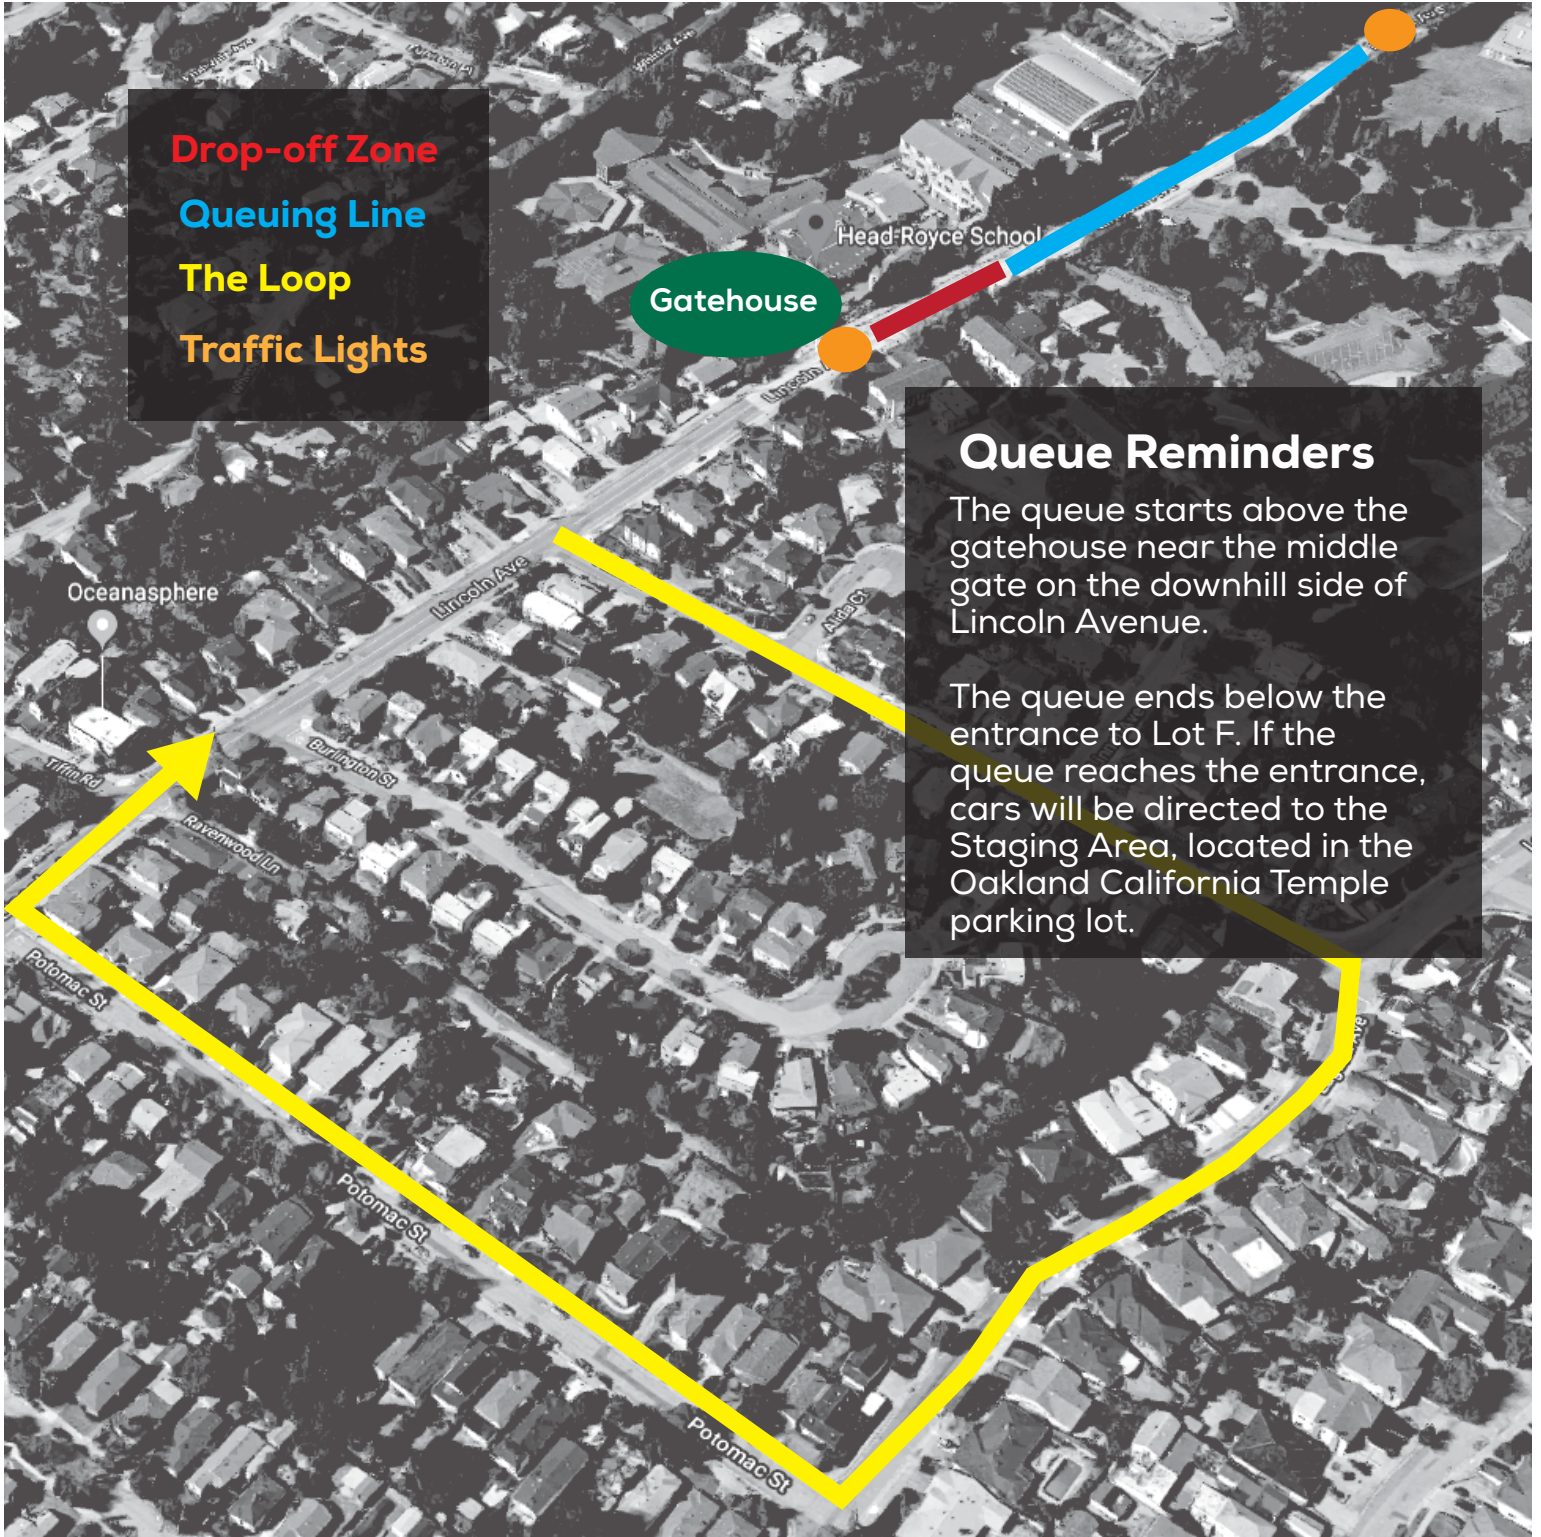 Drop-off Zone
Queuing Line
The Loop
Traffic Lights
Head-Royce School
Gatehouse
Lincoln
Queue Reminders
The queue starts above the
gatehouse near the middle
gate on the downhill side of
Lincoln Avenue.
The queue ends below the
entrance to Lot F. If the
queue reaches the entrance,
cars will be directed to the
Staging Area, located in the
Oakland California Temple
parking lot.
Lincoln Ave
Oceanasphere
Alida Ct
Burlington St
Tiffin Rd
Ravenwood Ln
Potomac St
Potomac St
Potomac St